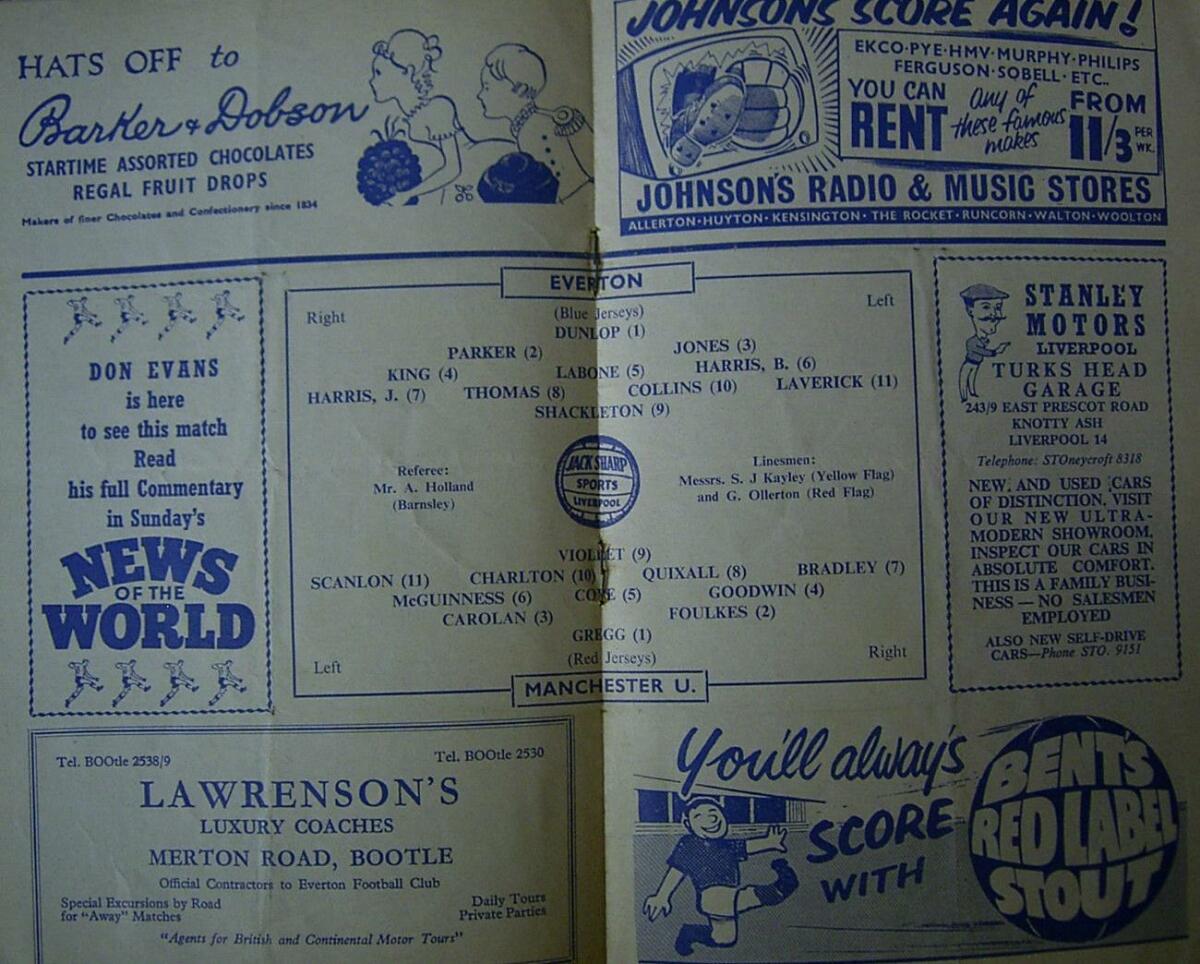 HATS OFF to
Barker & Dobson
STARTIME ASSORTED CHOCOLATES
REGAL FRUIT DROPS
Makers of finer Chocolates and Confectionery since 1834
JOHNSONS SCORE AGAIN!
EKCO·PYE·HMV·MURPHY·PHILIPS
FERGUSON·SOBELL·ETC..
YOU CAN
RENT
any of
these famous
makes
FROM
11/3 PER WK.
JOHNSON'S RADIO & MUSIC STORES
ALLERTON·HUYTON·KENSINGTON·THE ROCKET·RUNCORN·WALTON·WOOLTON
DON EVANS
is here
to see this match
Read
his full Commentary
in Sunday's
NEWS
OF THE
WORLD
EVERTON
Right
Left
(Blue Jerseys)
DUNLOP (1)
PARKER (2) JONES (3)
KING (4) LABONE (5) HARRIS, B. (6)
HARRIS, J. (7) THOMAS (8) COLLINS (10) LAVERICK (11)
SHACKLETON (9)
Referee:
Mr. A. Holland
(Barnsley)
JACK SHARP
SPORTS
LIVERPOOL
Linesmen:
Messrs. S. J Kayley (Yellow Flag)
and G. Ollerton (Red Flag)
VIOLLET (9)
SCANLON (11) CHARLTON (10) QUIXALL (8) BRADLEY (7)
McGUINNESS (6) COPE (5) GOODWIN (4)
CAROLAN (3) FOULKES (2)
GREGG (1)
Left
(Red Jerseys)
Right
MANCHESTER U.
STANLEY
MOTORS
LIVERPOOL
TURKS HEAD
GARAGE
243/9 EAST PRESCOT ROAD
KNOTTY ASH
LIVERPOOL 14
Telephone: STOneycroft 8318
NEW, AND USED CARS
OF DISTINCTION. VISIT
OUR NEW ULTRA-
MODERN SHOWROOM.
INSPECT OUR CARS IN
ABSOLUTE COMFORT.
THIS IS A FAMILY BUSI-
NESS — NO SALESMEN
EMPLOYED
ALSO NEW SELF-DRIVE
CARS—Phone STO. 9151
Tel. BOOtle 2538/9
Tel. BOOtle 2530
LAWRENSON'S
LUXURY COACHES
MERTON ROAD, BOOTLE
Official Contractors to Everton Football Club
Special Excursions by Road
for "Away" Matches
Daily Tours
Private Parties
"Agents for British and Continental Motor Tours"
You'll always
SCORE
WITH
BENT'S
RED LABEL
STOUT